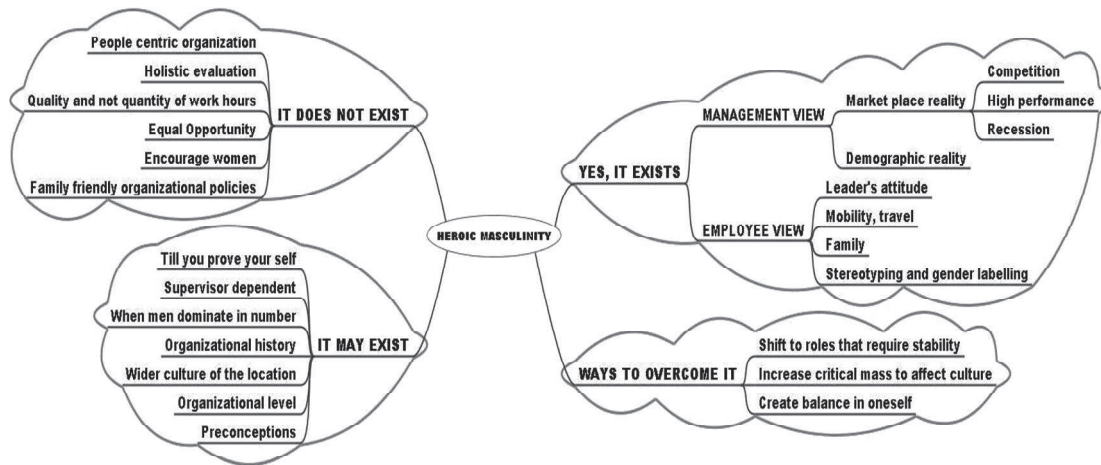 People centric organization
Holistic evaluation
Quality and not quantity of work hours
Equal Opportunity
Encourage women
Family friendly organizational policies
IT DOES NOT EXIST
Till you prove your self
Supervisor dependent
When men dominate in number
Organizational history
Wider culture of the location
Organizational level
Preconceptions
IT MAY EXIST
HEROIC MASCULINITY
YES, IT EXISTS
MANAGEMENT VIEW
Market place reality
Competition
High performance
Recession
Demographic reality
EMPLOYEE VIEW
Leader's attitude
Mobility, travel
Family
Stereotyping and gender labelling
WAYS TO OVERCOME IT
Shift to roles that require stability
Increase critical mass to affect culture
Create balance in oneself